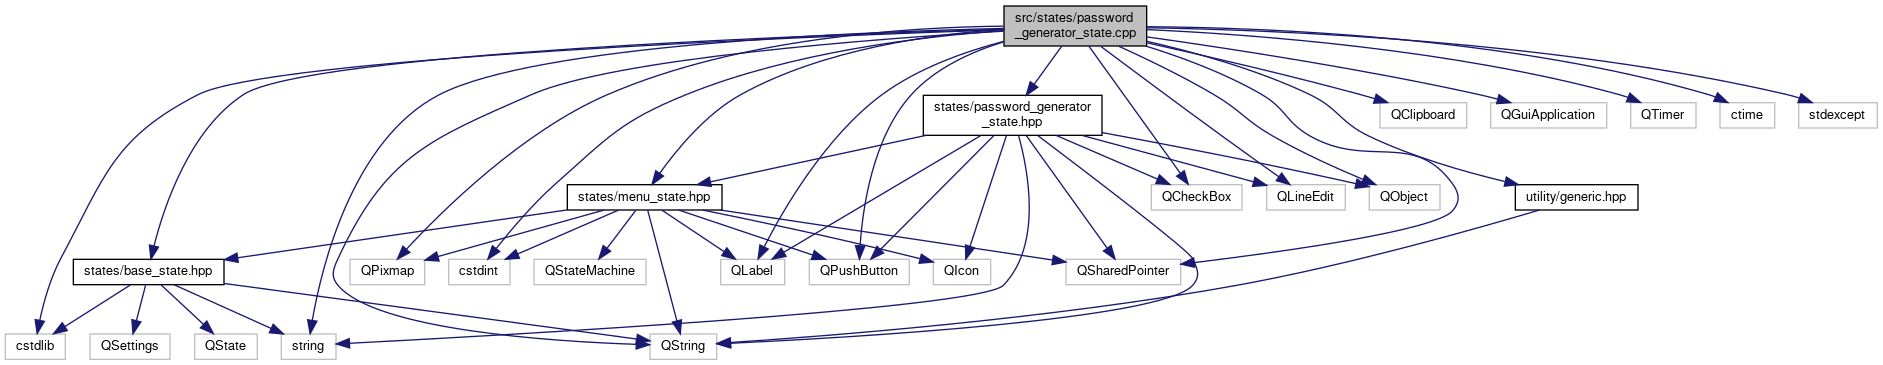 src/states/password
_generator_state.cpp
states/password_generator
_state.hpp
QClipboard
QGuiApplication
QTimer
ctime
stdexcept
states/menu_state.hpp
QCheckBox
QLineEdit
QObject
utility/generic.hpp
states/base_state.hpp
QPixmap
cstdint
QStateMachine
QLabel
QPushButton
QIcon
QSharedPointer
cstdlib
QSettings
QState
string
QString